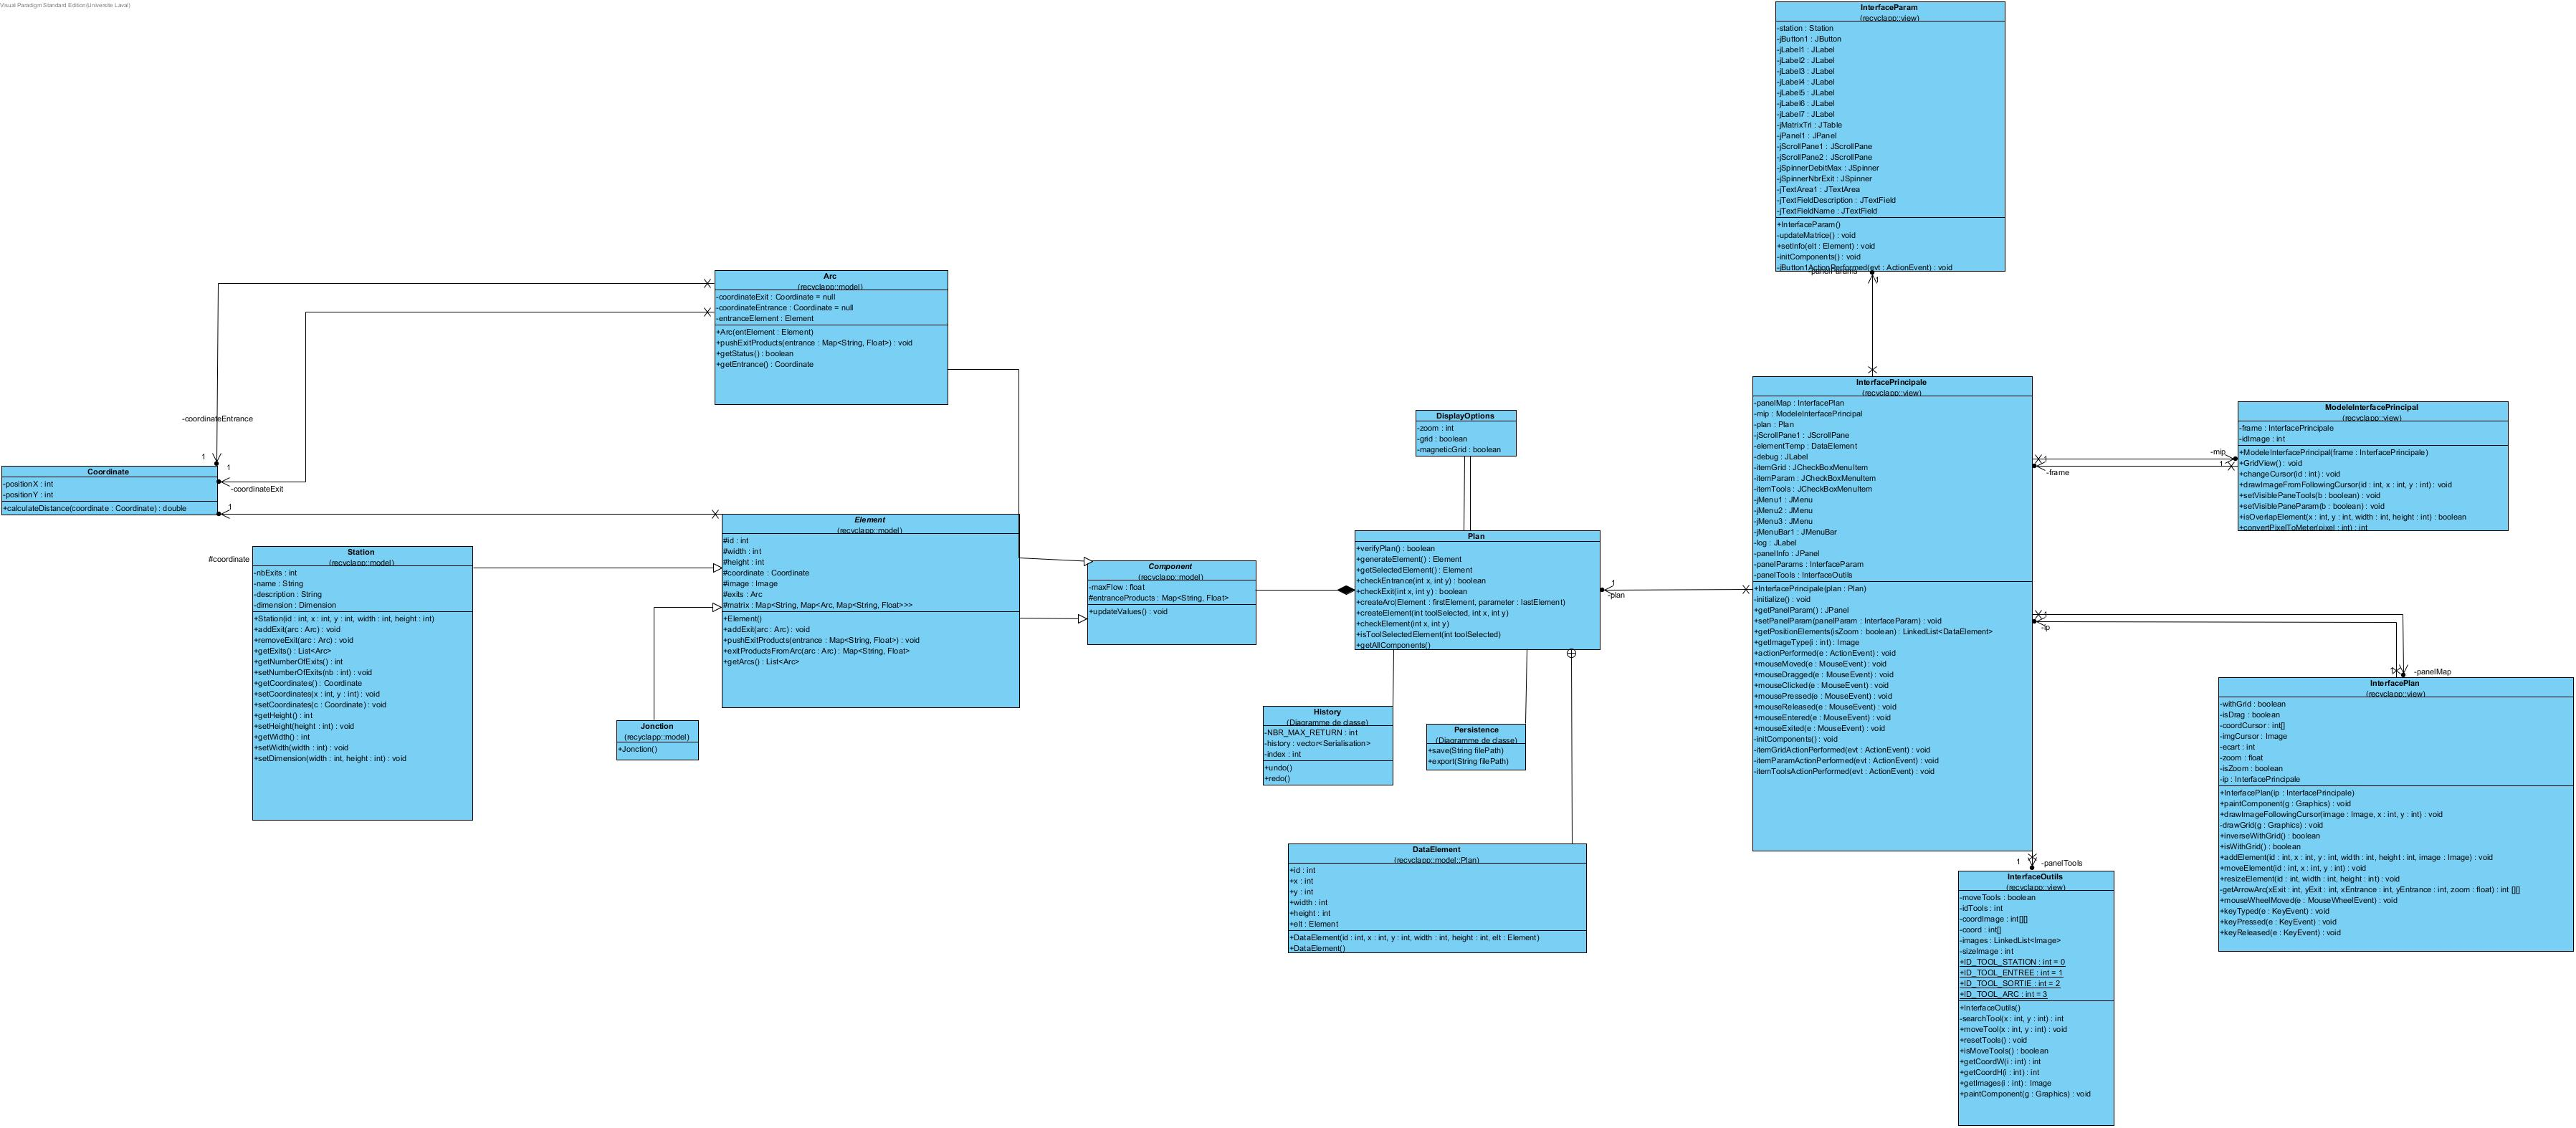 Visual Paradigm Standard Edition(Universite Laval)
InterfaceParam
(recyclapp::view)
-station : Station
-jButton1 : JButton
-jLabel1 : JLabel
-jLabel2 : JLabel
-jLabel3 : JLabel
-jLabel4 : JLabel
-jLabel5 : JLabel
-jLabel6 : JLabel
-jLabel7 : JLabel
-jMatrixTri : JTable
-jPanel1 : JPanel
-jScrollPane1 : JScrollPane
-jScrollPane2 : JScrollPane
-jSpinnerDebitMax : JSpinner
-jSpinnerNbrExit : JSpinner
-jTextArea1 : JTextArea
-jTextFieldDescription : JTextField
-jTextFieldName : JTextField
+InterfaceParam()
-updateMatrice() : void
+setInfo(elt : Element) : void
-initComponents() : void
-jButton1ActionPerformed(evt : ActionEvent) : void
-panelParams
1
Arc
(recyclapp::model)
-coordinateExit : Coordinate = null
-coordinateEntrance : Coordinate = null
-entranceElement : Element
+Arc(entElement : Element)
+pushExitProducts(entrance : Map<String, Float>) : void
+getStatus() : boolean
+getEntrance() : Coordinate
-coordinateEntrance
1
1
-coordinateExit
Coordinate
-positionX : int
-positionY : int
+calculateDistance(coordinate : Coordinate) : double
1
#coordinate
Station
(recyclapp::model)
-nbExits : int
-name : String
-description : String
-dimension : Dimension
+Station(id : int, x : int, y : int, width : int, height : int)
+addExit(arc : Arc) : void
+removeExit(arc : Arc) : void
+getExits() : List<Arc>
+getNumberOfExits() : int
+setNumberOfExits(nb : int) : void
+getCoordinates() : Coordinate
+setCoordinates(x : int, y : int) : void
+setCoordinates(c : Coordinate) : void
+getHeight() : int
+setHeight(height : int) : void
+getWidth() : int
+setWidth(width : int) : void
+setDimension(width : int, height : int) : void
Element
(recyclapp::model)
#id : int
#width : int
#height : int
#coordinate : Coordinate
#image : Image
#exits : Arc
#matrix : Map<String, Map<Arc, Map<String, Float>>>
+Element()
+addExit(arc : Arc) : void
+pushExitProducts(entrance : Map<String, Float>) : void
+exitProductsFromArc(arc : Arc) : Map<String, Float>
+getArcs() : List<Arc>
Jonction
(recyclapp::model)
+Jonction()
Component
(recyclapp::model)
-maxFlow : float
#entranceProducts : Map<String, Float>
+updateValues() : void
DisplayOptions
-zoom : int
-grid : boolean
-magneticGrid : boolean
Plan
+verifyPlan() : boolean
+generateElement() : Element
+getSelectedElement() : Element
+checkEntrance(int x, int y) : boolean
+checkExit(int x, int y) : boolean
+createArc(Element : firstElement, parameter : lastElement)
+createElement(int toolSelected, int x, int y)
+checkElement(int x, int y)
+isToolSelectedElement(int toolSelected)
+getAllComponents()
1
-plan
History
(Diagramme de classe)
-NBR_MAX_RETURN : int
-history : vector<Serialisation>
-index : int
+undo()
+redo()
Persistence
(Diagramme de classe)
+save(String filePath)
+export(String filePath)
DataElement
(recyclapp::model::Plan)
+id : int
+x : int
+y : int
+width : int
+height : int
+elt : Element
+DataElement(id : int, x : int, y : int, width : int, height : int, elt : Element)
+DataElement()
InterfacePrincipale
(recyclapp::view)
-panelMap : InterfacePlan
-mip : ModeleInterfacePrincipal
-plan : Plan
-jScrollPane1 : JScrollPane
-elementTemp : DataElement
-debug : JLabel
-itemGrid : JCheckBoxMenuItem
-itemParam : JCheckBoxMenuItem
-itemTools : JCheckBoxMenuItem
-jMenu1 : JMenu
-jMenu2 : JMenu
-jMenu3 : JMenu
-jMenuBar1 : JMenuBar
-log : JLabel
-panelInfo : JPanel
-panelParams : InterfaceParam
-panelTools : InterfaceOutils
+InterfacePrincipale(plan : Plan)
-initialize() : void
+getPanelParam() : JPanel
+setPanelParam(panelParam : InterfaceParam) : void
+getPositionElements(isZoom : boolean) : LinkedList<DataElement>
+getImageType(i : int) : Image
+actionPerformed(e : ActionEvent) : void
+mouseMoved(e : MouseEvent) : void
+mouseDragged(e : MouseEvent) : void
+mouseClicked(e : MouseEvent) : void
+mousePressed(e : MouseEvent) : void
+mouseReleased(e : MouseEvent) : void
+mouseEntered(e : MouseEvent) : void
+mouseExited(e : MouseEvent) : void
-initComponents() : void
-itemGridActionPerformed(evt : ActionEvent) : void
-itemParamActionPerformed(evt : ActionEvent) : void
-itemToolsActionPerformed(evt : ActionEvent) : void
-mip
1
1
-frame
ModeleInterfacePrincipal
(recyclapp::view)
-frame : InterfacePrincipale
-idImage : int
+ModeleInterfacePrincipal(frame : InterfacePrincipale)
+GridView() : void
+changeCursor(id : int) : void
+drawImageFromFollowingCursor(id : int, x : int, y : int) : void
+setVisiblePaneTools(b : boolean) : void
+setVisiblePaneParam(b : boolean) : void
+isOverlapElement(x : int, y : int, width : int, height : int) : boolean
+convertPixelToMeter(pixel : int) : int
1
-ip
1
-panelMap
InterfacePlan
(recyclapp::view)
-withGrid : boolean
-isDrag : boolean
-coordCursor : int[]
-imgCursor : Image
-ecart : int
-zoom : float
-isZoom : boolean
-ip : InterfacePrincipale
+InterfacePlan(ip : InterfacePrincipale)
+paintComponent(g : Graphics) : void
+drawImageFollowingCursor(image : Image, x : int, y : int) : void
-drawGrid(g : Graphics) : void
+inverseWithGrid() : boolean
+isWithGrid() : boolean
+addElement(id : int, x : int, y : int, width : int, height : int, image : Image) : void
+moveElement(id : int, x : int, y : int) : void
+resizeElement(id : int, width : int, height : int) : void
-getArrowArc(xExit : int, yExit : int, xEntrance : int, yEntrance : int, zoom : float) : int [][]
+mouseWheelMoved(e : MouseWheelEvent) : void
+keyTyped(e : KeyEvent) : void
+keyPressed(e : KeyEvent) : void
+keyReleased(e : KeyEvent) : void
1
-panelTools
InterfaceOutils
(recyclapp::view)
-moveTools : boolean
-idTools : int
-coordImage : int[][]
-coord : int[]
-images : LinkedList<Image>
-sizeImage : int
+ID_TOOL_STATION : int = 0
+ID_TOOL_ENTREE : int = 1
+ID_TOOL_SORTIE : int = 2
+ID_TOOL_ARC : int = 3
+InterfaceOutils()
-searchTool(x : int, y : int) : int
+moveTool(x : int, y : int) : void
+resetTools() : void
+isMoveTools() : boolean
+getCoordW(i : int) : int
+getCoordH(i : int) : int
+getImages(i : int) : Image
+paintComponent(g : Graphics) : void